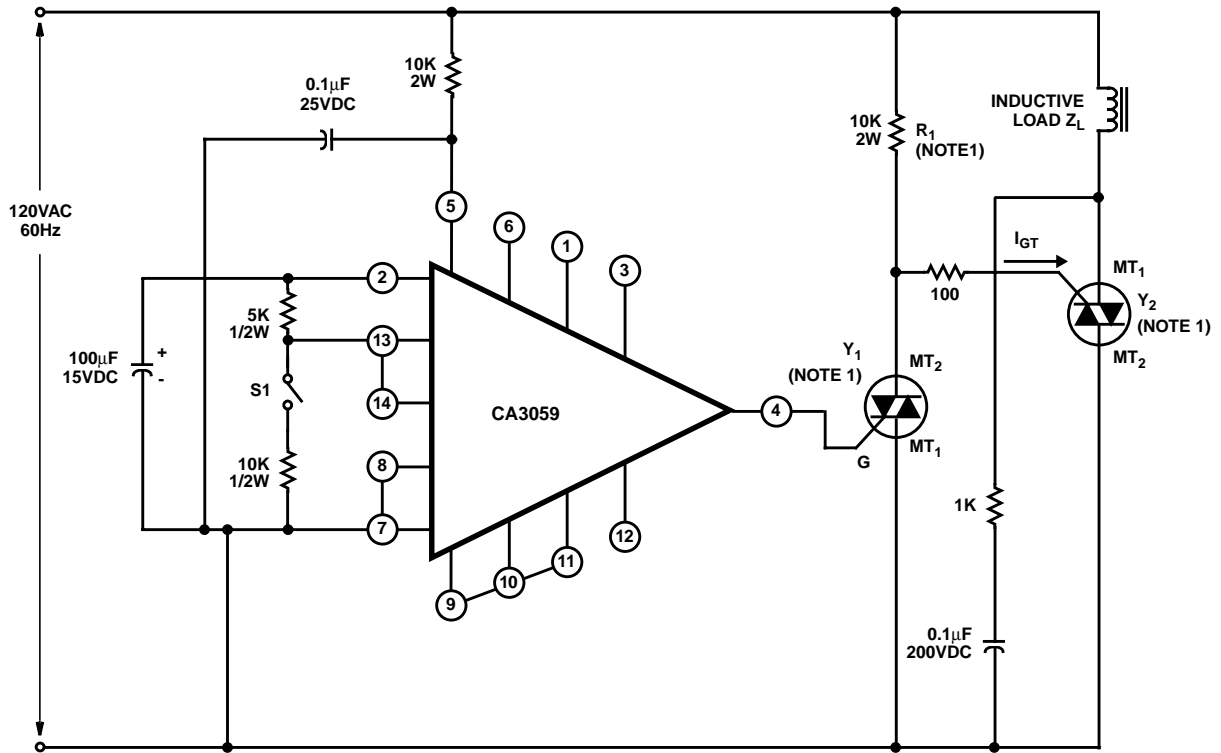 10K
2W
0.1μF
25VDC
10K
2W
R1
(NOTE1)
INDUCTIVE
LOAD ZL
120VAC
60Hz
5
6
1
3
2
5K
1/2W
13
100μF
15VDC
+
-
S1
14
CA3059
8
10K
1/2W
7
9
10
11
12
4
Y1
(NOTE 1)
MT2
MT1
G
100
IGT
MT1
Y2
(NOTE 1)
MT2
1K
0.1μF
200VDC